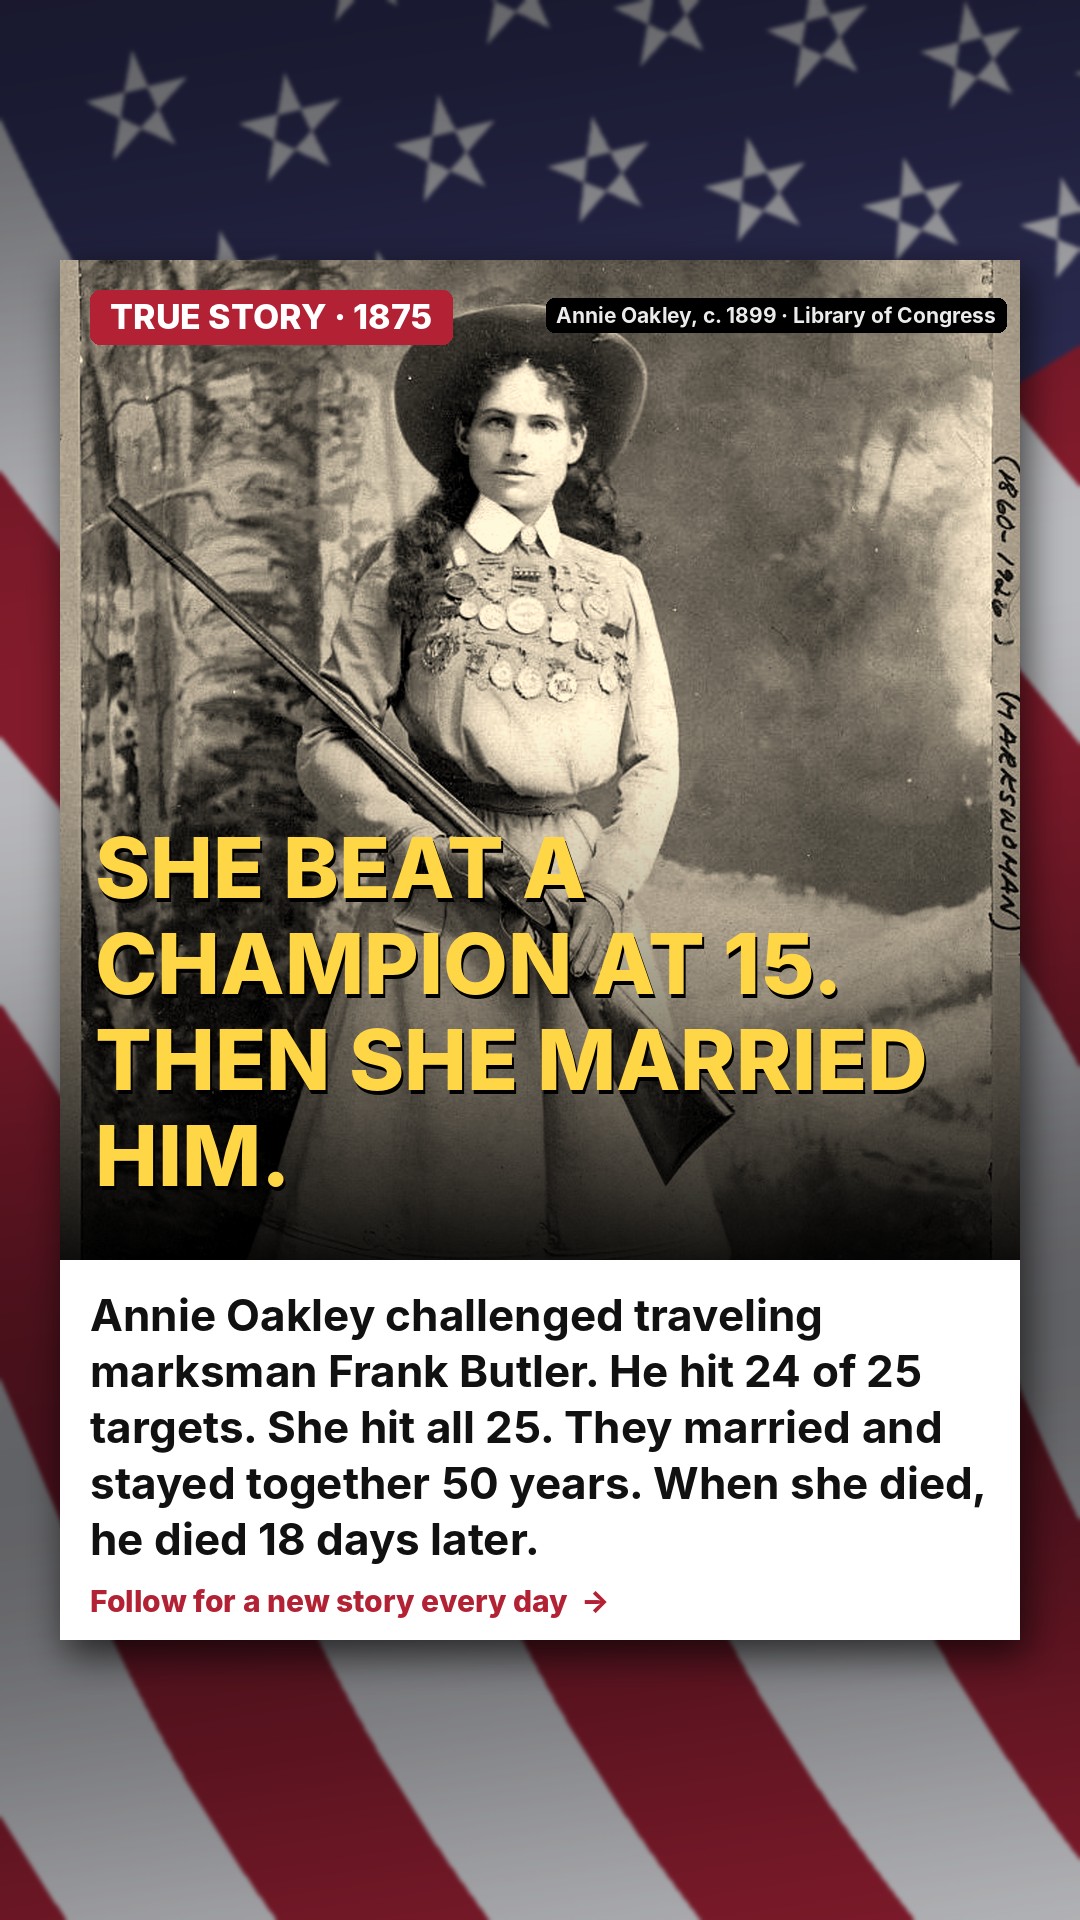 TRUE STORY · 1875
Annie Oakley, c. 1899 · Library of Congress
(1860-1926)
(MARKSWOMAN)
SHE BEAT A
CHAMPION AT 15.
THEN SHE MARRIED
HIM.
Annie Oakley challenged traveling
marksman Frank Butler. He hit 24 of 25
targets. She hit all 25. They married and
stayed together 50 years. When she died,
he died 18 days later.
Follow for a new story every day →